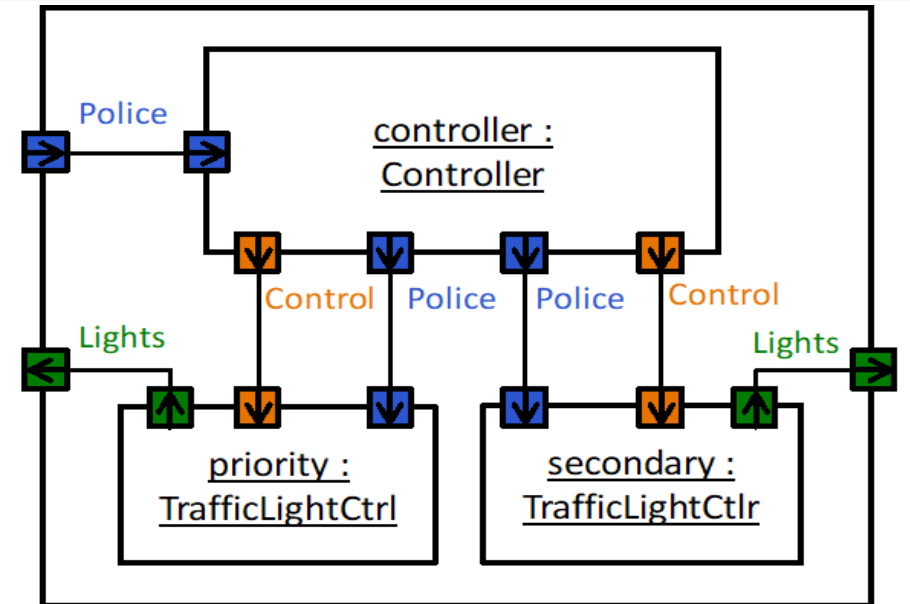 Police
controller :
Controller
Control
Police
Police
Control
Lights
Lights
priority :
TrafficLightCtrl
secondary :
TrafficLightCtlr